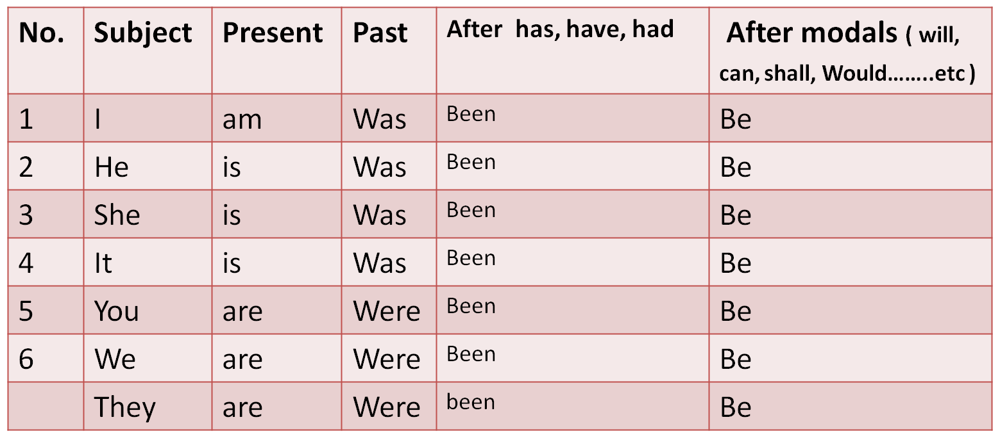 No. Subject Present Past After has, have, had After modals ( will,
can, shall, Would……..etc )
1 I am Was Been Be
2 He is Was Been Be
3 She is Was Been Be
4 It is Was Been Be
5 You are Were Been Be
6 We are Were Been Be
They are Were been Be